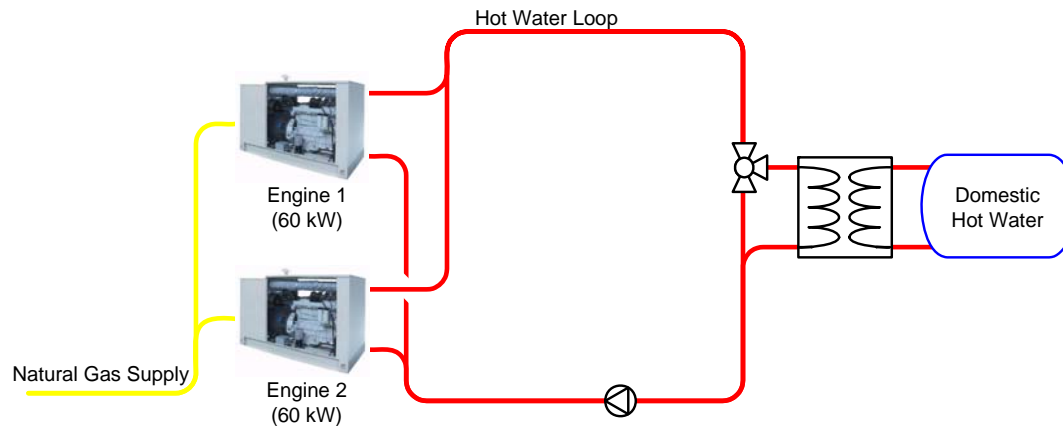 Hot Water Loop
Engine 1
(60 kW)
Domestic
Hot Water
Natural Gas Supply
Engine 2
(60 kW)